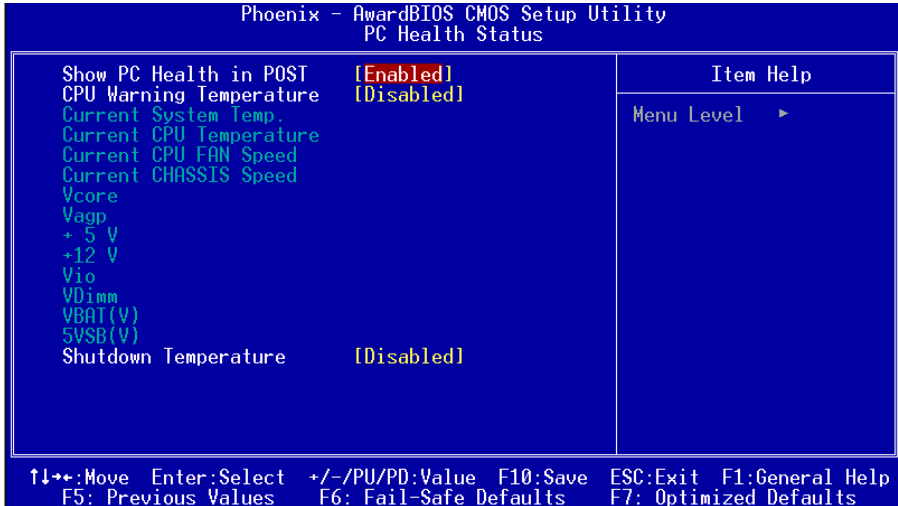 Phoenix - AwardBIOS CMOS Setup Utility
PC Health Status
Show PC Health in POST [Enabled]
CPU Warning Temperature [Disabled]
Current System Temp.
Current CPU Temperature
Current CPU FAN Speed
Current CHASSIS Speed
Vcore
Vagp
+ 5 V
+12 V
Vio
VDimm
VBAT(V)
5VSB(V)
Shutdown Temperature [Disabled]
Item Help
Menu Level ►
↑↓→←:Move Enter:Select +/-/PU/PD:Value F10:Save ESC:Exit F1:General Help
F5: Previous Values F6: Fail-Safe Defaults F7: Optimized Defaults